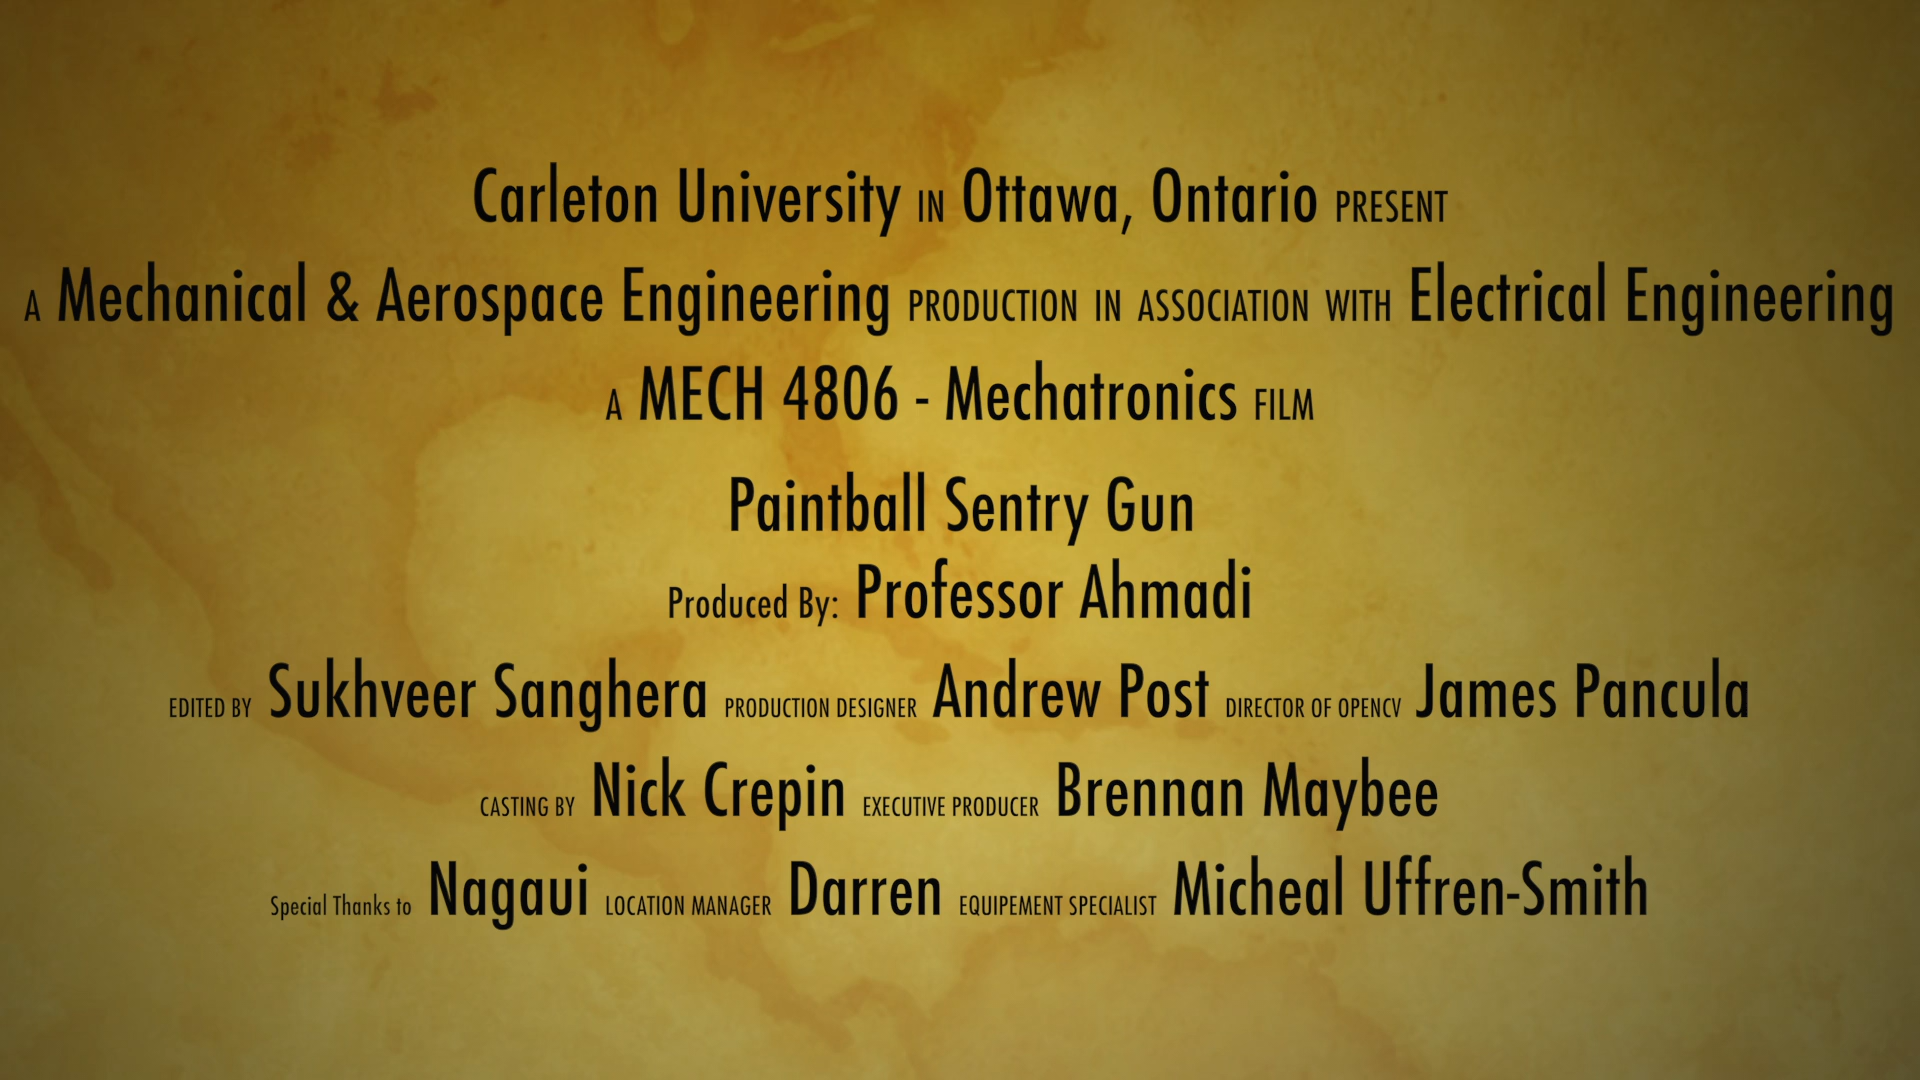 Carleton University IN Ottawa, Ontario PRESENT
A Mechanical & Aerospace Engineering PRODUCTION IN ASSOCIATION WITH Electrical Engineering
A MECH 4806 - Mechatronics FILM
Paintball Sentry Gun
Produced By: Professor Ahmadi
EDITED BY Sukhveer Sanghera PRODUCTION DESIGNER Andrew Post DIRECTOR OF OPENCV James Pancula
CASTING BY Nick Crepin EXECUTIVE PRODUCER Brennan Maybee
Special Thanks to Nagaui LOCATION MANAGER Darren EQUIPEMENT SPECIALIST Micheal Uffren-Smith